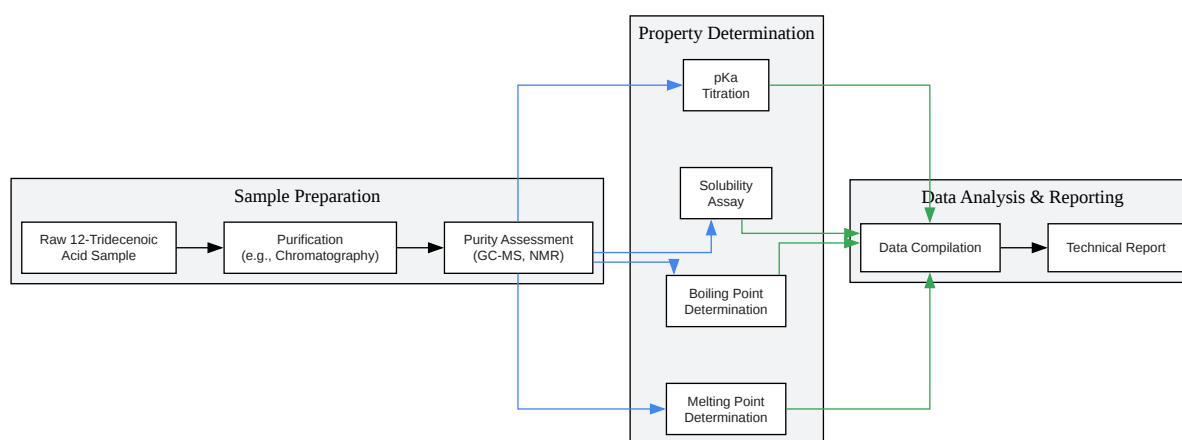 Property Determination
pKa
Titration
Sample Preparation
Raw 12-Tridecenoic
Acid Sample
Purification
(e.g., Chromatography)
Purity Assessment
(GC-MS, NMR)
Solubility
Assay
Boiling Point
Determination
Melting Point
Determination
Data Analysis & Reporting
Data Compilation
Technical Report